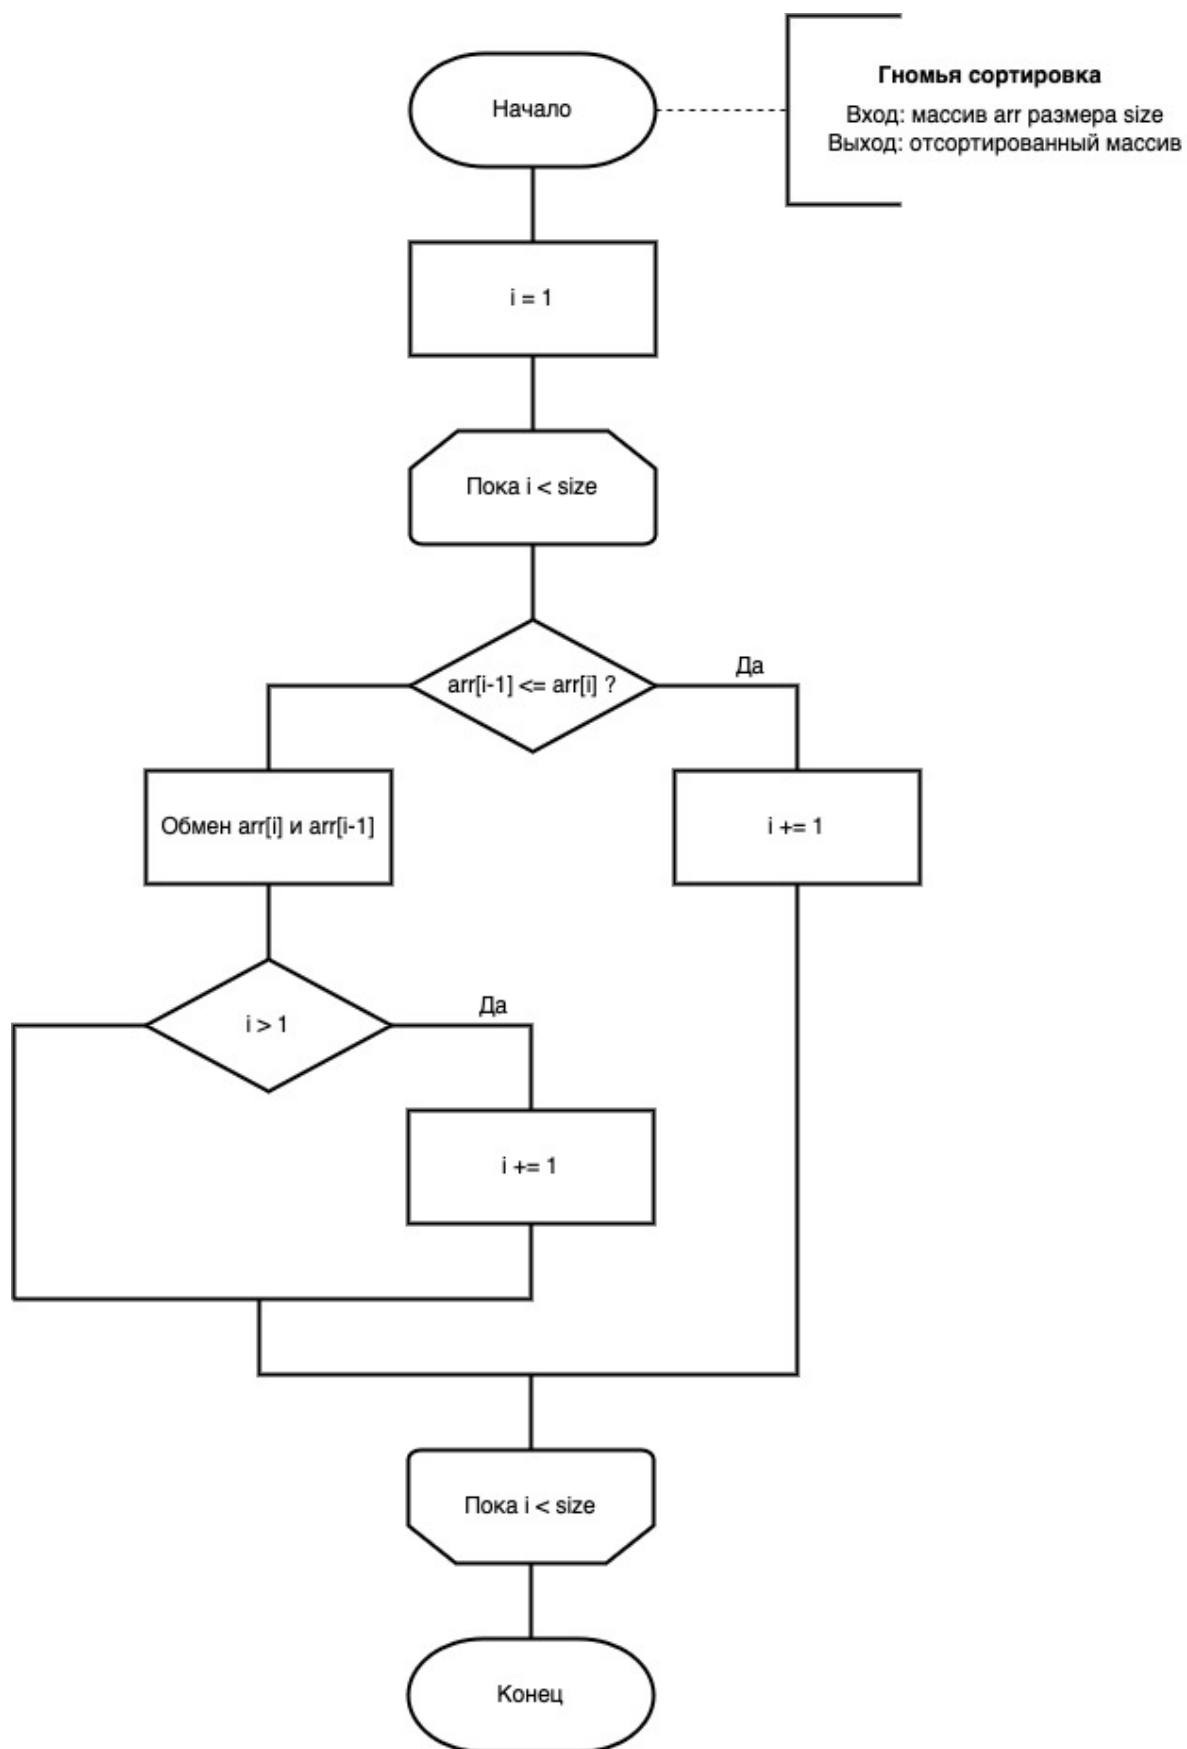 Начало
Гномья сортировка
Вход: массив arr размера size
Выход: отсортированный массив
i = 1
Пока i < size
arr[i-1] <= arr[i] ?
Да
Обмен arr[i] и arr[i-1]
i += 1
i > 1
Да
i += 1
Пока i < size
Конец